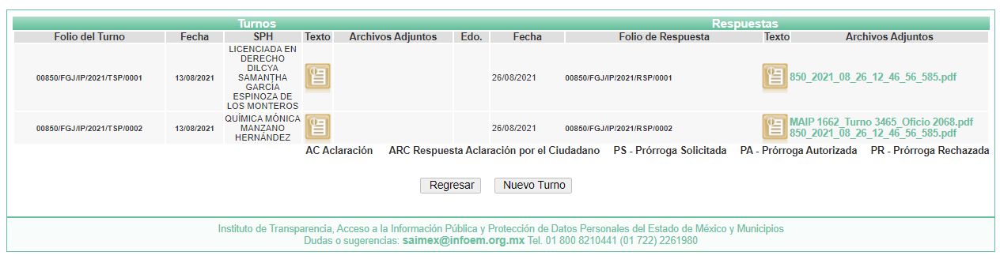 Turnos Respuestas
Folio del Turno Fecha SPH Texto Archivos Adjuntos Edo. Fecha Folio de Respuesta Texto Archivos Adjuntos
LICENCIADA EN
DERECHO
DILCYA
SAMANTHA
GARCÍA
ESPINOZA DE
LOS MONTEROS
00850/FGJ/IP/2021/TSP/0001 13/08/2021 26/08/2021 00850/FGJ/IP/2021/RSP/0001 850_2021_08_26_12_46_56_585.pdf
QUÍMICA MÓNICA
MANZANO
HERNÁNDEZ
00850/FGJ/IP/2021/TSP/0002 13/08/2021 26/08/2021 00850/FGJ/IP/2021/RSP/0002 MAIP 1662_Turno 3465_Oficio 2068.pdf
850_2021_08_26_12_46_56_585.pdf
AC Aclaración ARC Respuesta Aclaración por el Ciudadano PS - Prórroga Solicitada PA - Prórroga Autorizada PR - Prórroga Rechazada
Regresar Nuevo Turno
Instituto de Transparencia, Acceso a la Información Pública y Protección de Datos Personales del Estado de México y Municipios
Dudas o sugerencias: saimex@infoem.org.mx Tel. 01 800 8210441 (01 722) 2261980